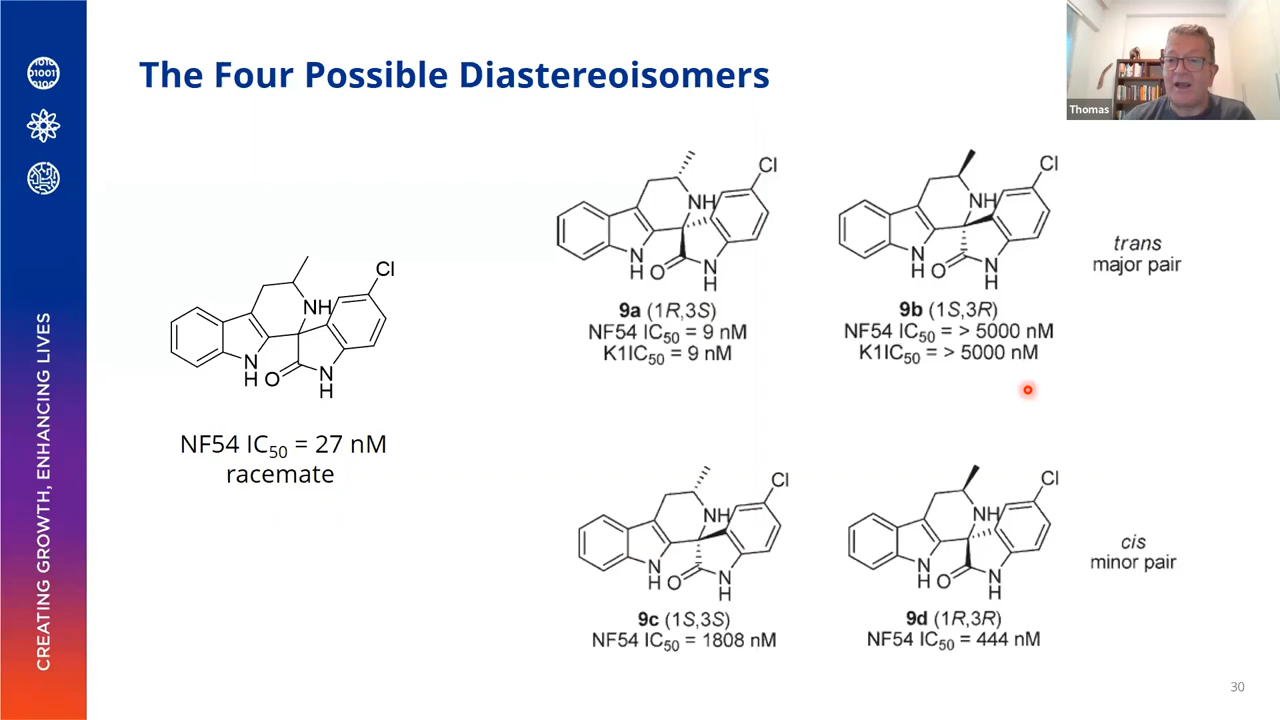 The Four Possible Diastereoisomers
Thomas
CREATING GROWTH, ENHANCING LIVES
Cl
NH
N
H
O
N
H
NF54 IC50 = 27 nM
racemate
Cl
NH
N
H
O
N
H
9a (1R,3S)
NF54 IC50 = 9 nM
K1IC50 = 9 nM
Cl
NH
N
H
O
N
H
9b (1S,3R)
NF54 IC50 = > 5000 nM
K1IC50 = > 5000 nM
trans
major pair
Cl
NH
N
H
O
N
H
9c (1S,3S)
NF54 IC50 = 1808 nM
Cl
NH
N
H
O
N
H
9d (1R,3R)
NF54 IC50 = 444 nM
cis
minor pair
30